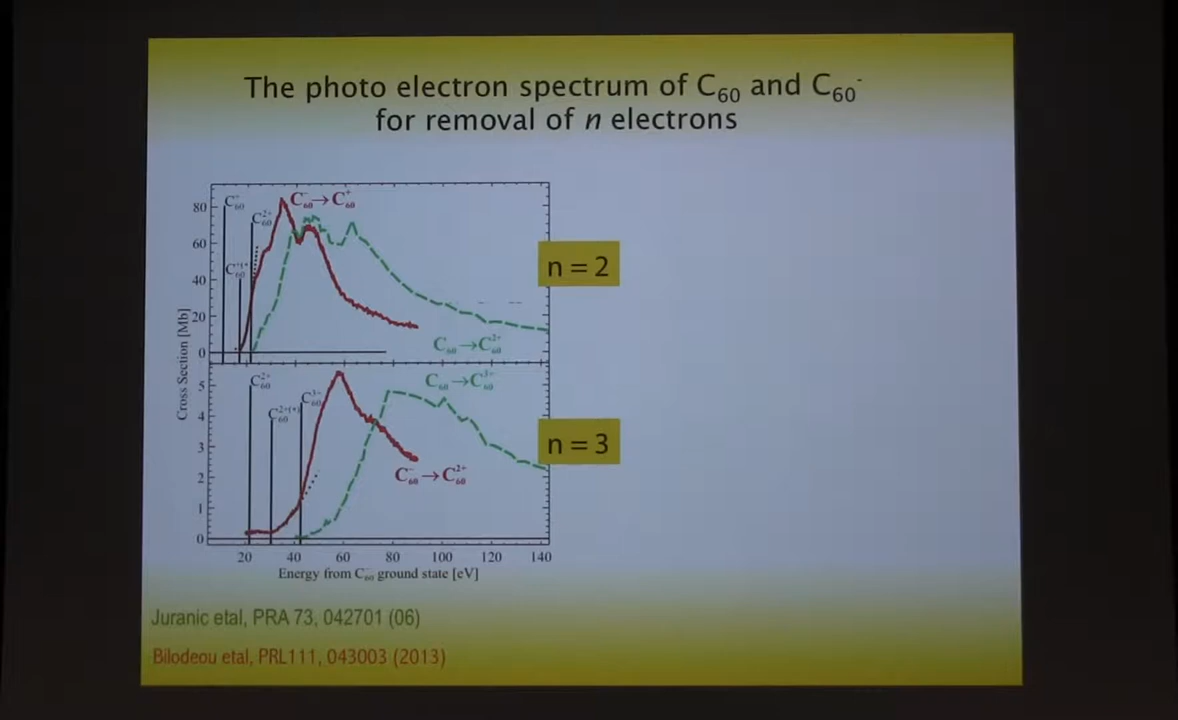 The photo electron spectrum of C₆₀ and C₆₀⁻
for removal of n electrons
80
60
40
20
0
C₆₀⁺
C₆₀²⁺
C₆₀⁻→C₆₀⁺
C₆₀→C₆₀²⁺
n = 2
Cross Section [Mb]
5
4
3
2
1
0
C₆₀²⁺
C₆₀²⁺⁽*⁾
C₆₀³⁺
C₆₀→C₆₀³⁺
C₆₀⁻→C₆₀²⁺
n = 3
20 40 60 80 100 120 140
Energy from C₆₀ ground state [eV]
Juranic etal, PRA 73, 042701 (06)
Bilodeou etal, PRL111, 043003 (2013)